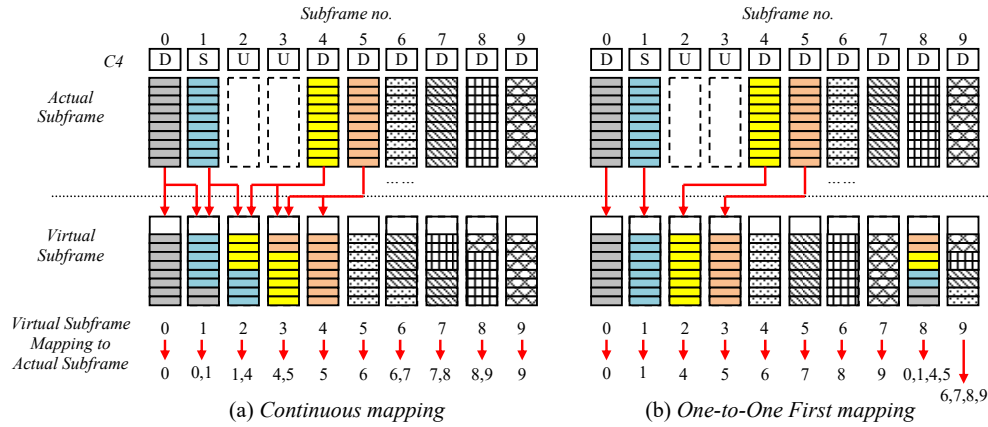 Subframe no.
0 1 2 3 4 5 6 7 8 9
C4 D S U U D D D D D D
Actual
Subframe
... ...
Virtual
Subframe
Virtual Subframe
Mapping to
Actual Subframe
0 1 2 3 4 5 6 7 8 9
0 0,1 1,4 4,5 5 6 6,7 7,8 8,9 9
(a) Continuous mapping
Subframe no.
0 1 2 3 4 5 6 7 8 9
D S U U D D D D D D
... ...
0 1 2 3 4 5 6 7 8 9
0 1 4 5 6 7 8 9 0,1,4,5
6,7,8,9
(b) One-to-One First mapping